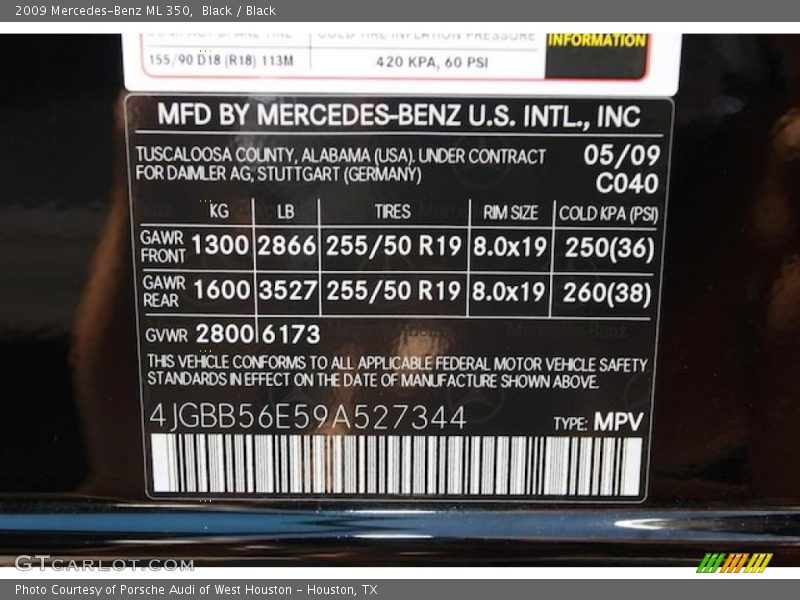 2009 Mercedes-Benz ML 350, Black / Black
COLD TIRE INFLATION PRESSURE
INFORMATION
155/90 D18 (R18) 113M 420 KPA, 60 PSI
MFD BY MERCEDES-BENZ U.S. INTL., INC
TUSCALOOSA COUNTY, ALABAMA (USA). UNDER CONTRACT 05/09
FOR DAIMLER AG, STUTTGART (GERMANY) C040
KG LB TIRES RIM SIZE COLD KPA (PSI)
GAWR FRONT 1300 2866 255/50 R19 8.0x19 250(36)
GAWR REAR 1600 3527 255/50 R19 8.0x19 260(38)
GVWR 2800 6173
THIS VEHICLE CONFORMS TO ALL APPLICABLE FEDERAL MOTOR VEHICLE SAFETY
STANDARDS IN EFFECT ON THE DATE OF MANUFACTURE SHOWN ABOVE.
4JGBB56E59A527344 TYPE: MPV
GTCARLOT.COM
Photo Courtesy of Porsche Audi of West Houston - Houston, TX